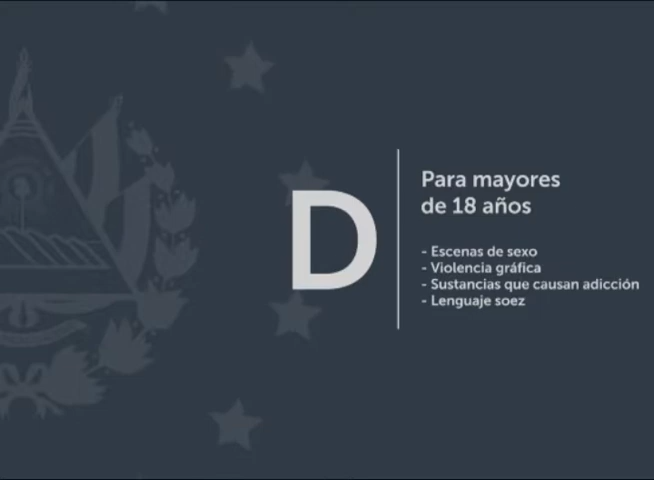 D
Para mayores
de 18 años
- Escenas de sexo
- Violencia gráfica
- Sustancias que causan adicción
- Lenguaje soez